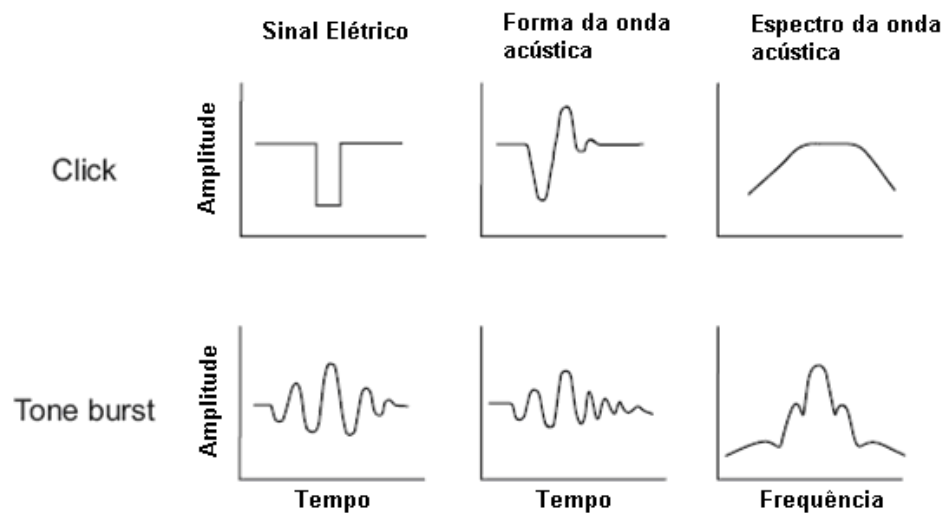 Sinal Elétrico
Forma da onda
acústica
Espectro da onda
acústica
Click
Amplitude
Tone burst
Amplitude
Tempo
Tempo
Frequência